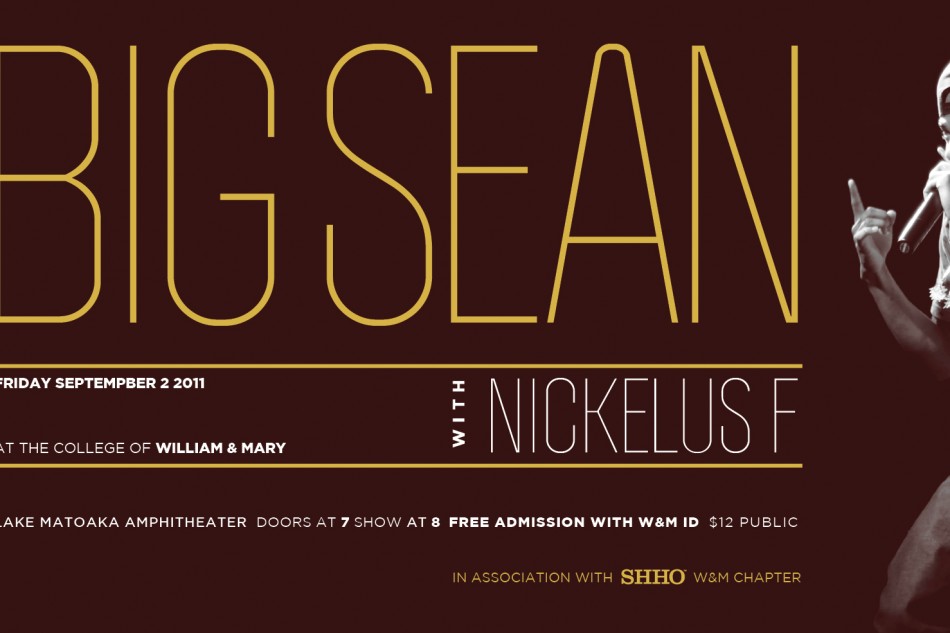 BIG SEAN
FRIDAY SEPTEMPBER 2 2011
WITH NICKELUS F
AT THE COLLEGE OF WILLIAM & MARY
LAKE MATOAKA AMPHITHEATER DOORS AT 7 SHOW AT 8 FREE ADMISSION WITH W&M ID $12 PUBLIC
IN ASSOCIATION WITH SHHO W&M CHAPTER